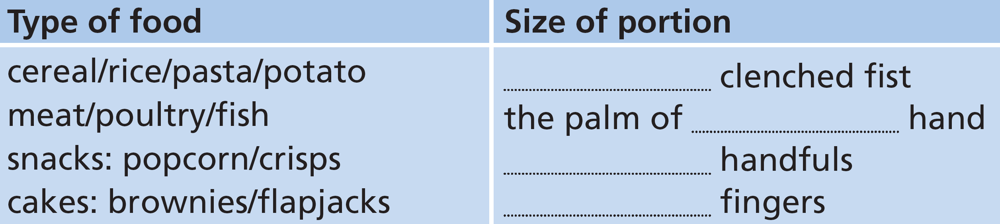 Type of food
Size of portion
cereal/rice/pasta/potato
........................ clenched fist
meat/poultry/fish
the palm of ........................ hand
snacks: popcorn/crisps
........................ handfuls
cakes: brownies/flapjacks
........................ fingers